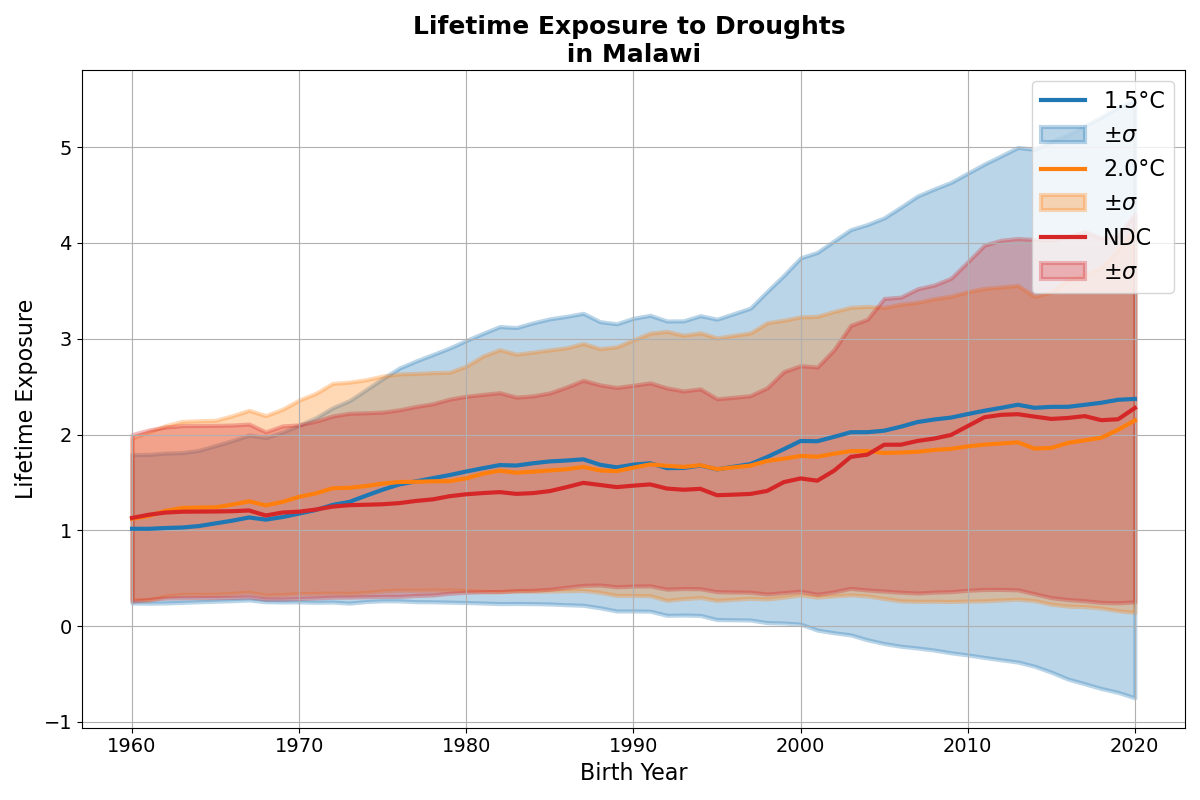 Lifetime Exposure to Droughts
in Malawi
1.5°C
±σ
2.0°C
±σ
NDC
±σ
5
4
3
2
1
0
−1
Lifetime Exposure
1960 1970 1980 1990 2000 2010 2020
Birth Year